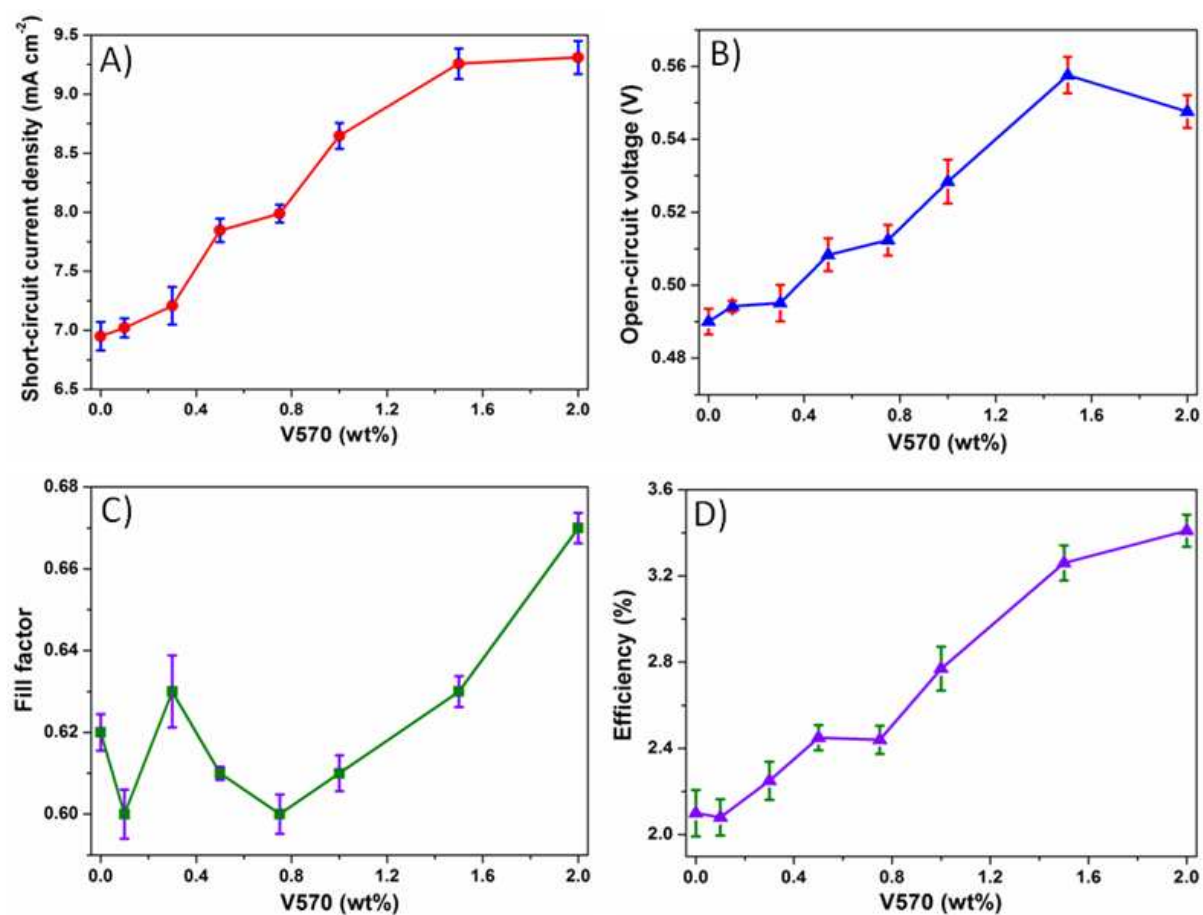 A)
Short-circuit current density (mA cm⁻²)
9.5
9.0
8.5
8.0
7.5
7.0
6.5
0.0 0.4 0.8 1.2 1.6 2.0
V570 (wt%)
B)
Open-circuit voltage (V)
0.56
0.54
0.52
0.50
0.48
0.0 0.4 0.8 1.2 1.6 2.0
V570 (wt%)
C)
Fill factor
0.68
0.66
0.64
0.62
0.60
0.0 0.4 0.8 1.2 1.6 2.0
V570 (wt%)
D)
Efficiency (%)
3.6
3.2
2.8
2.4
2.0
0.0 0.4 0.8 1.2 1.6 2.0
V570 (wt%)